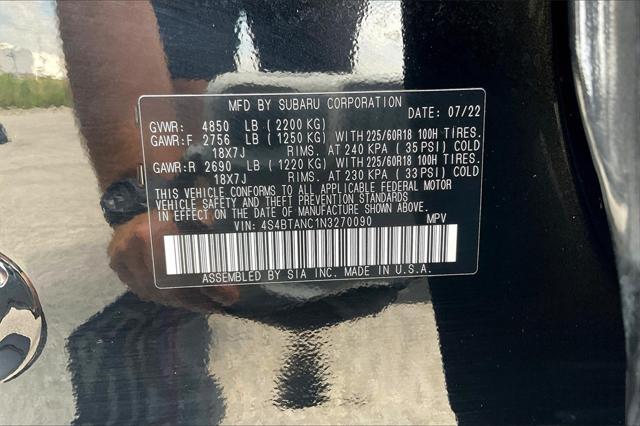 MFD BY SUBARU CORPORATION DATE: 07/22
GVWR: 4850 LB (2200 KG)
GAWR:F 2756 LB (1250 KG) WITH 225/60R18 100H TIRES.
18X7J RIMS. AT 240 KPA (35 PSI) COLD
GAWR:R 2690 LB (1220 KG) WITH 225/60R18 100H TIRES.
18X7J RIMS. AT 230 KPA (33 PSI) COLD
THIS VEHICLE CONFORMS TO ALL APPLICABLE FEDERAL MOTOR
VEHICLE SAFETY AND THEFT PREVENTION STANDARDS
IN EFFECT ON THE DATE OF MANUFACTURE SHOWN ABOVE.
VIN: 4S4BTANC1N3270090 MPV
ASSEMBLED BY SIA INC. MADE IN U.S.A.